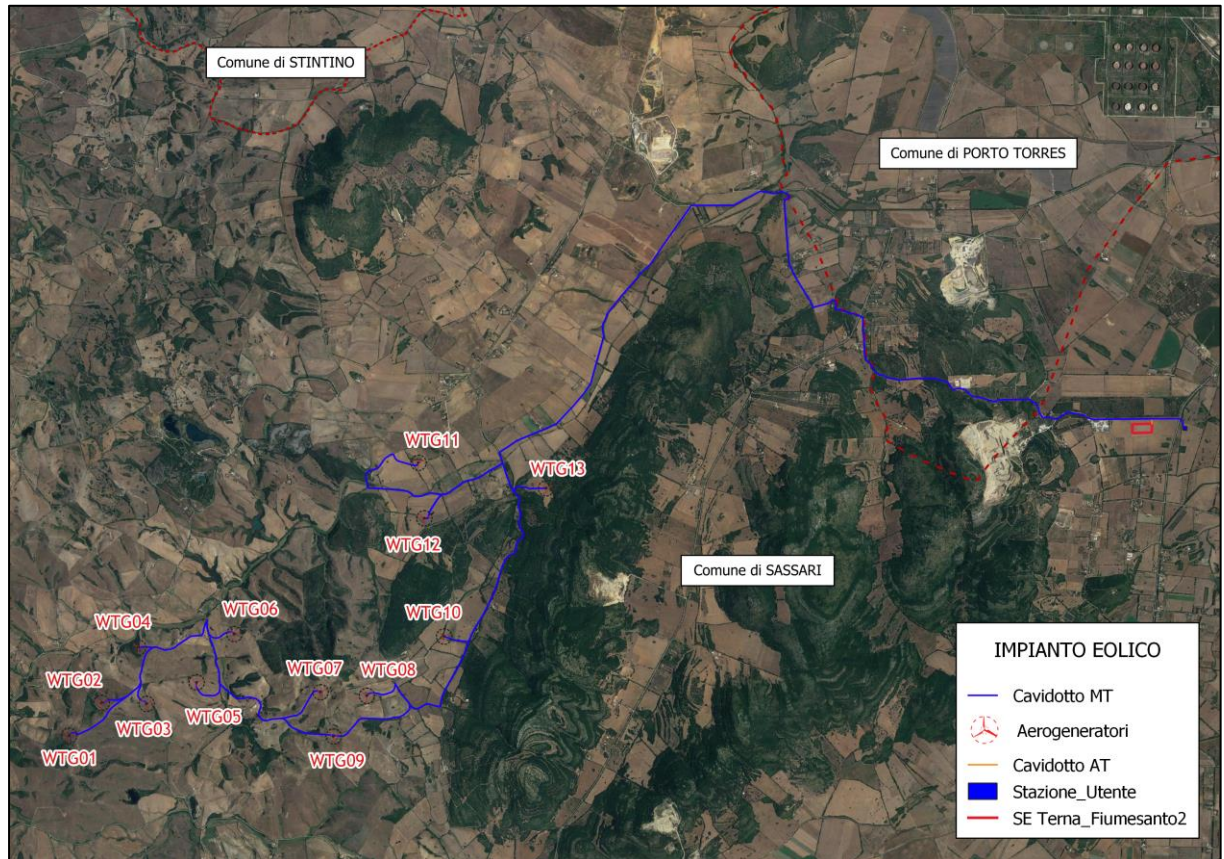 Comune di STINTINO
Comune di PORTO TORRES
WTG11
WTG13
WTG12
Comune di SASSARI
WTG10
WTG06
WTG04
WTG07
WTG08
WTG02
WTG05
WTG03
WTG01
WTG09
IMPIANTO EOLICO
Cavidotto MT
Aerogeneratori
Cavidotto AT
Stazione_Utente
SE Terna_Fiumesanto2